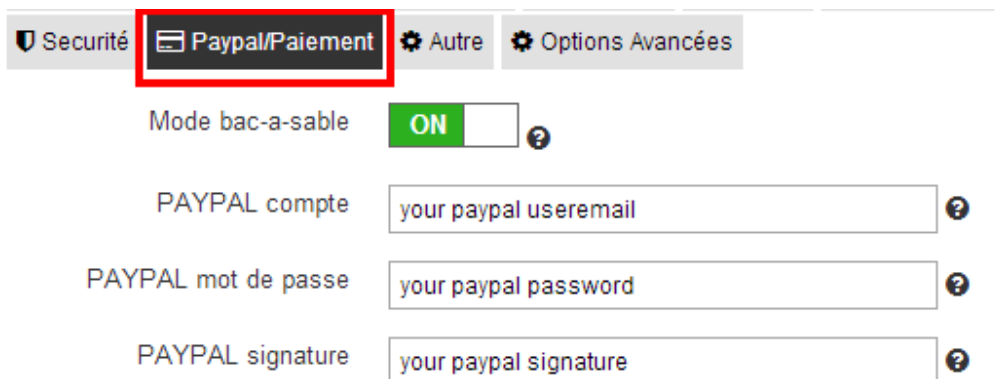 Securité Paypal/Paiement Autre Options Avancées
Mode bac-a-sable ON
PAYPAL compte your paypal useremail
PAYPAL mot de passe your paypal password
PAYPAL signature your paypal signature